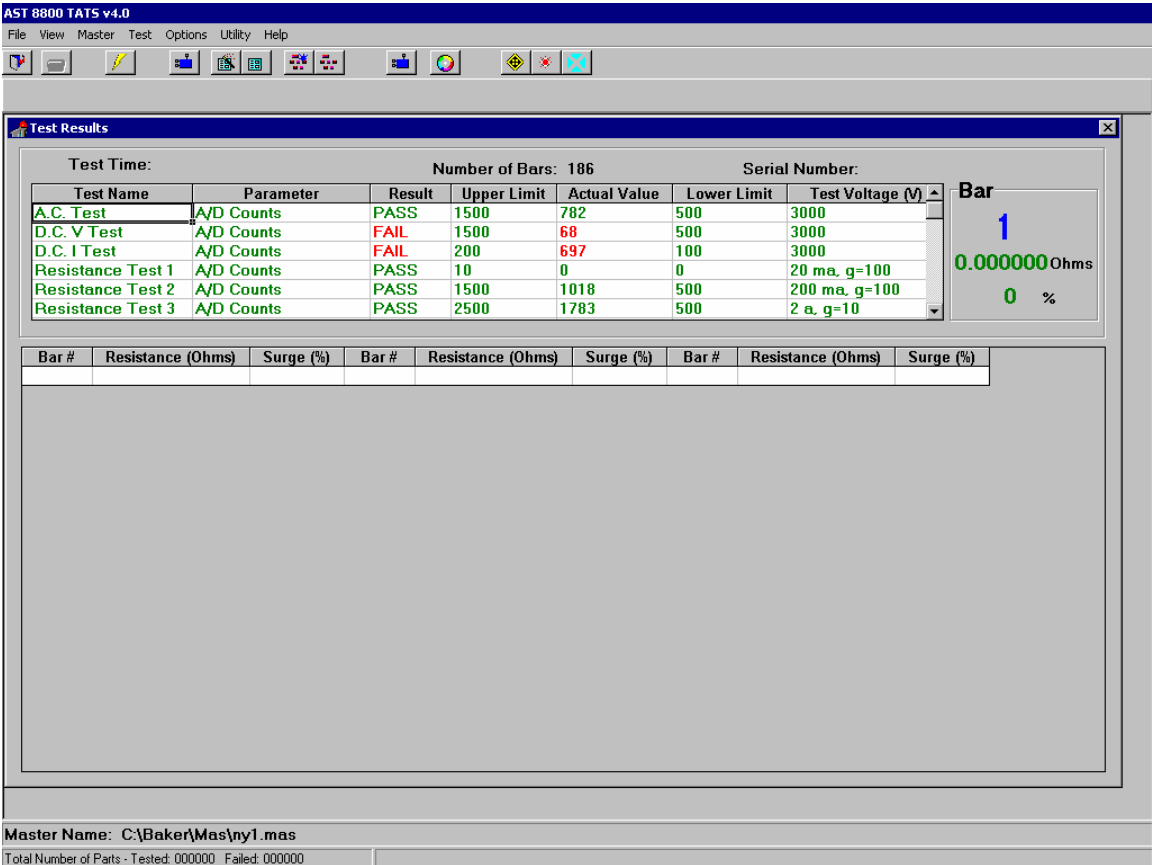 AST 8800 TATS v4.0
File View Master Test Options Utility Help
Test Results
Test Time: Number of Bars: 186 Serial Number:
Test Name Parameter Result Upper Limit Actual Value Lower Limit Test Voltage (V)
A.C. Test A/D Counts PASS 1500 782 500 3000
D.C. V Test A/D Counts FAIL 1500 68 500 3000
D.C. I Test A/D Counts FAIL 200 697 100 3000
Resistance Test 1 A/D Counts PASS 10 0 0 20 ma, g=100
Resistance Test 2 A/D Counts PASS 1500 1018 500 200 ma, g=100
Resistance Test 3 A/D Counts PASS 2500 1783 500 2 a, g=10
Bar
1
0.000000 Ohms
0 %
Bar # Resistance (Ohms) Surge (%) Bar # Resistance (Ohms) Surge (%) Bar # Resistance (Ohms) Surge (%)
Master Name: C:\Baker\Mas\ny1.mas
Total Number of Parts - Tested: 000000 Failed: 000000